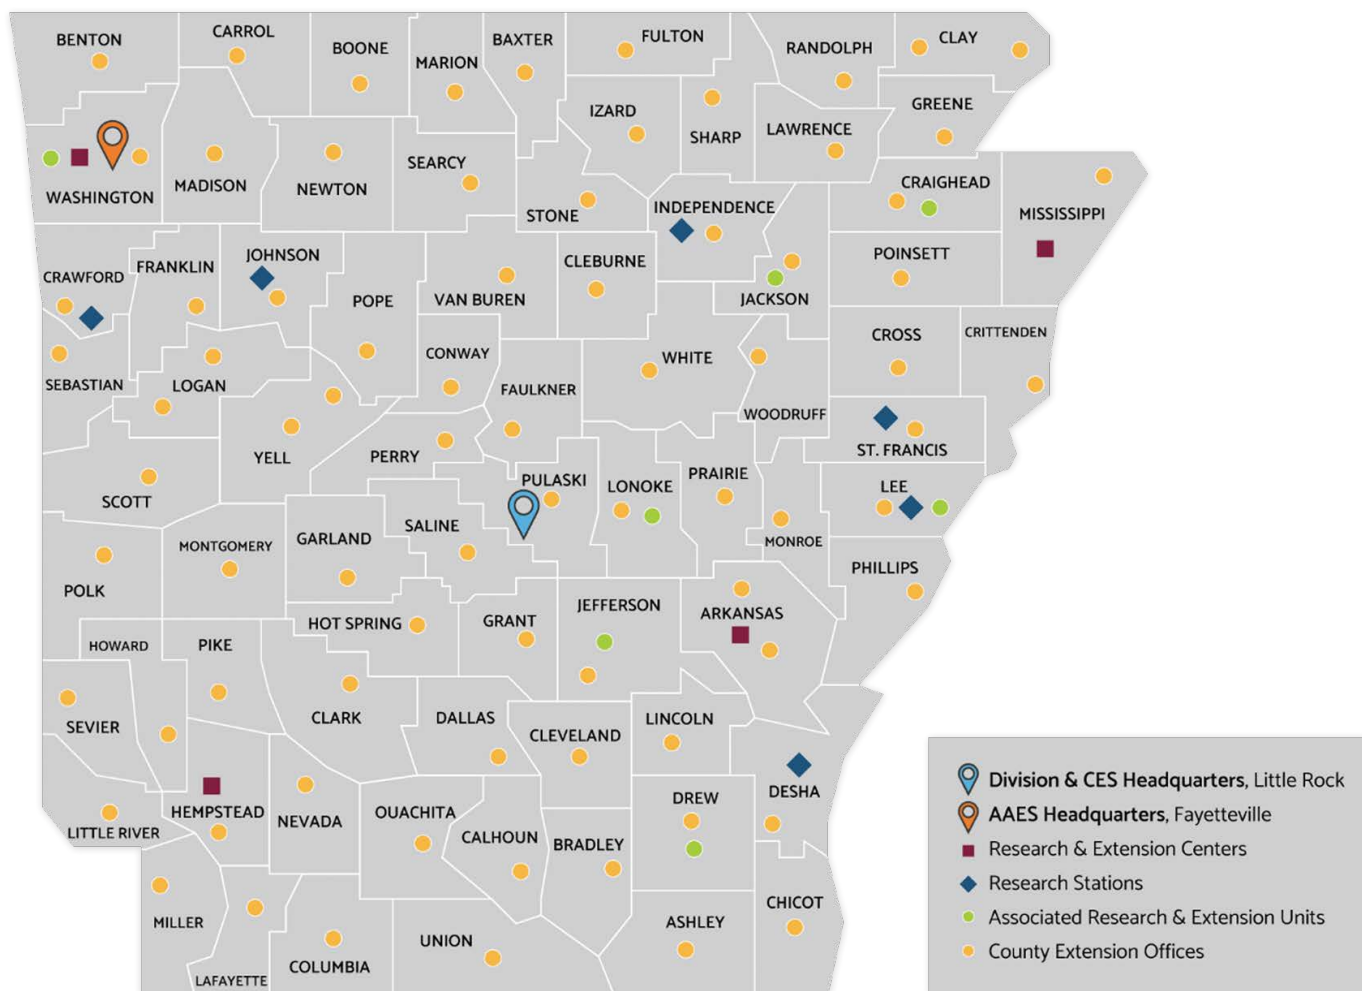 BENTON
CARROL
BOONE
MARION
BAXTER
FULTON
RANDOLPH
CLAY
IZARD
SHARP
LAWRENCE
GREENE
WASHINGTON
MADISON
NEWTON
SEARCY
STONE
INDEPENDENCE
CRAIGHEAD
MISSISSIPPI
CRAWFORD
FRANKLIN
JOHNSON
POPE
VAN BUREN
CLEBURNE
JACKSON
POINSETT
SEBASTIAN
LOGAN
CONWAY
FAULKNER
WHITE
WOODRUFF
CROSS
CRITTENDEN
SCOTT
YELL
PERRY
PULASKI
LONOKE
PRAIRIE
ST. FRANCIS
LEE
POLK
MONTGOMERY
GARLAND
SALINE
MONROE
PHILLIPS
HOWARD
PIKE
HOT SPRING
GRANT
JEFFERSON
ARKANSAS
SEVIER
CLARK
DALLAS
CLEVELAND
LINCOLN
DESHA
LITTLE RIVER
HEMPSTEAD
NEVADA
OUACHITA
CALHOUN
BRADLEY
DREW
MILLER
LAFAYETTE
COLUMBIA
UNION
ASHLEY
CHICOT
Division & CES Headquarters, Little Rock
AAES Headquarters, Fayetteville
Research & Extension Centers
Research Stations
Associated Research & Extension Units
County Extension Offices